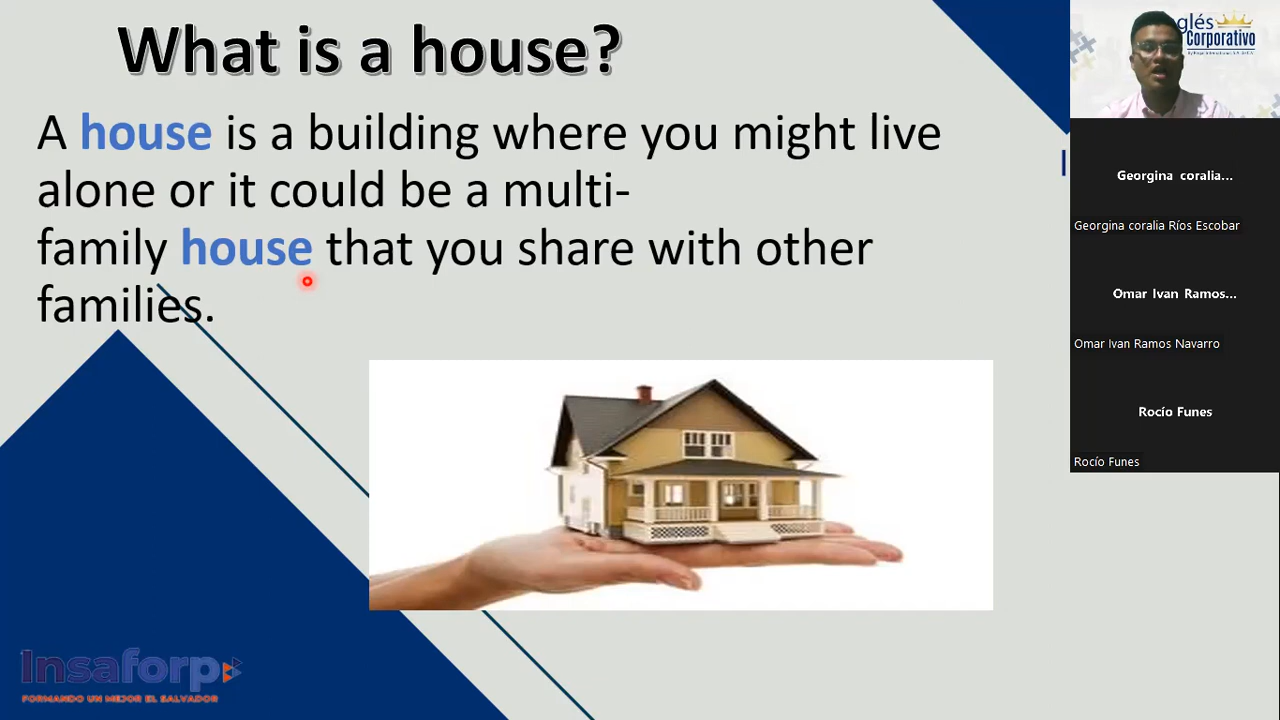 What is a house?
A house is a building where you might live
alone or it could be a multi-
family house that you share with other
families.
Insaforp
FORMANDO UN MEJOR EL SALVADOR
glés
Corporativo
Georgina coralia...
Georgina coralia Ríos Escobar
Omar Ivan Ramos...
Omar Ivan Ramos Navarro
Rocío Funes
Rocío Funes